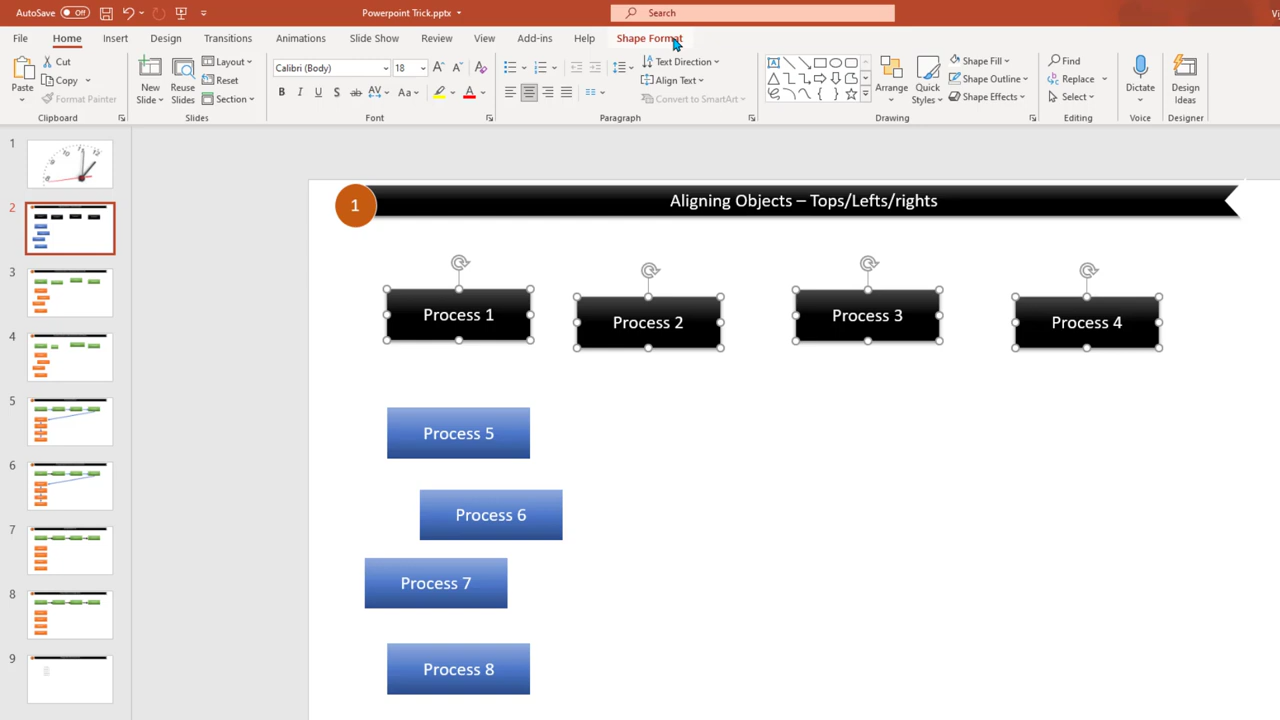 AutoSave Off Powerpoint Trick.pptx Search
File Home Insert Design Transitions Animations Slide Show Review View Add-ins Help Shape Format
Paste
Cut
Copy
Format Painter
Clipboard
New Slide
Reuse Slides
Layout
Reset
Section
Slides
Calibri (Body) 18
B I U S ab AV Aa A
Font
Text Direction
Align Text
Convert to SmartArt
Paragraph
Arrange
Quick Styles
Shape Fill
Shape Outline
Shape Effects
Drawing
Find
Replace
Select
Editing
Dictate
Voice
Design Ideas
Designer
1
2
3
4
5
6
7
8
9
1 Aligning Objects – Tops/Lefts/rights
Process 1 Process 2 Process 3 Process 4
Process 5
Process 6
Process 7
Process 8